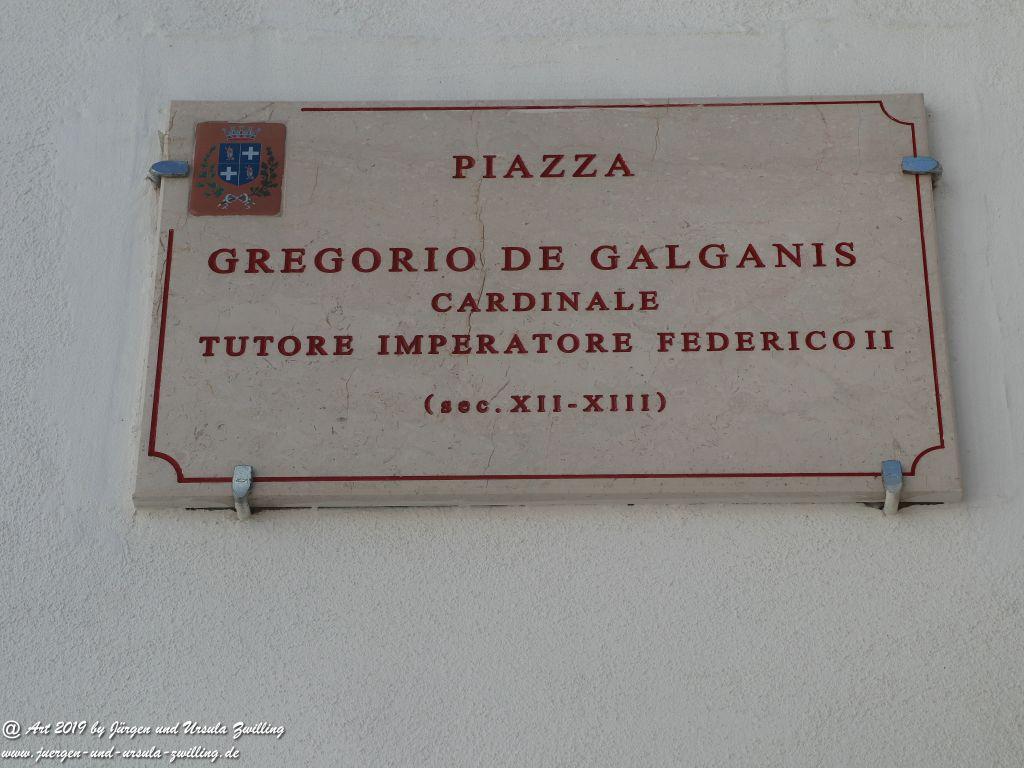 PIAZZA
GREGORIO DE GALGANIS
CARDINALE
TUTORE IMPERATORE FEDERICO II
(sec. XII-XIII)
@ Art 2019 by Jürgen und Ursula Zwilling
www.juergen-und-ursula-zwilling.de